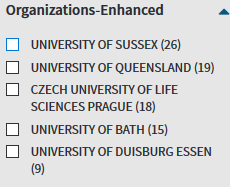 Organizations-Enhanced
UNIVERSITY OF SUSSEX (26)
UNIVERSITY OF QUEENSLAND (19)
CZECH UNIVERSITY OF LIFE
SCIENCES PRAGUE (18)
UNIVERSITY OF BATH (15)
UNIVERSITY OF DUISBURG ESSEN
(9)